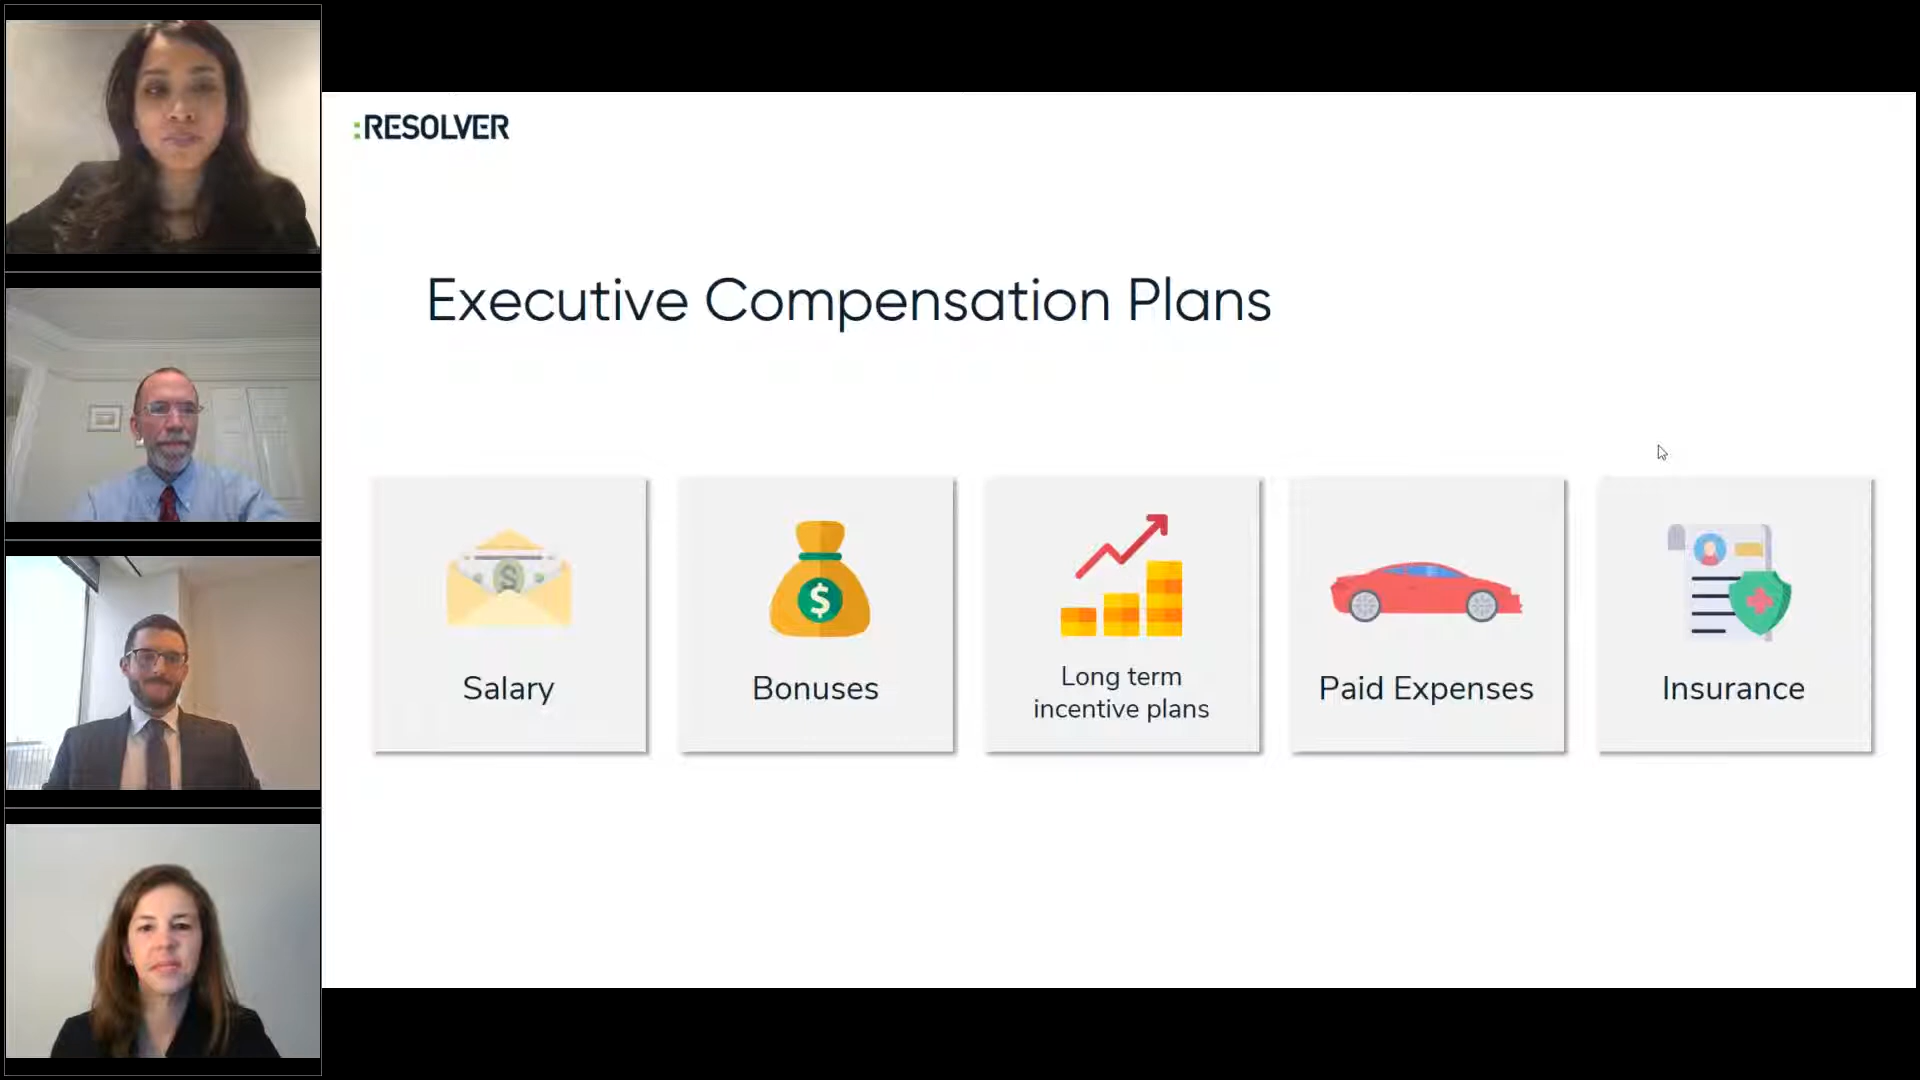 :RESOLVER
Executive Compensation Plans
$
$
Salary
Bonuses
Long term
incentive plans
Paid Expenses
Insurance